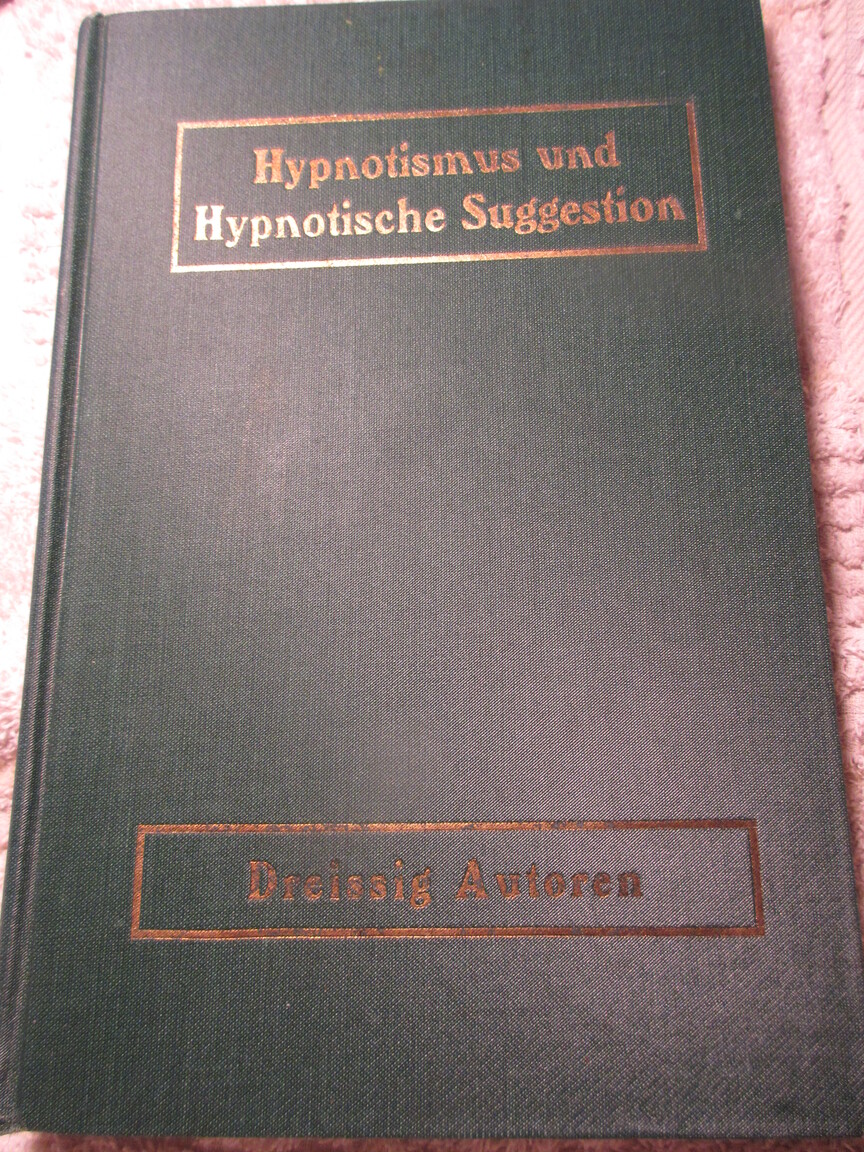 Hypnotismus und
Hypnotische Suggestion
Dreissig Autoren